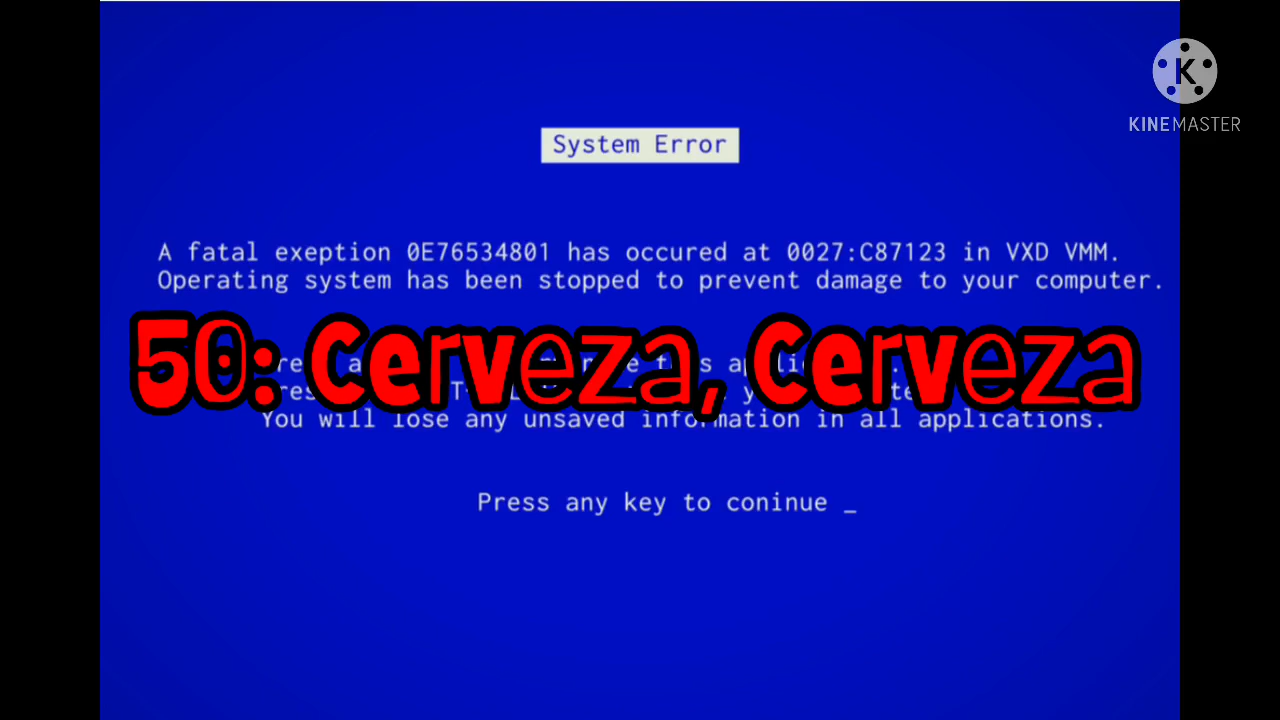 KINEMASTER
System Error
A fatal exeption 0E76534801 has occured at 0027:C87123 in VXD VMM.
Operating system has been stopped to prevent damage to your computer.
50: Cerveza, Cerveza
You will lose any unsaved information in all applications.
Press any key to coninue _